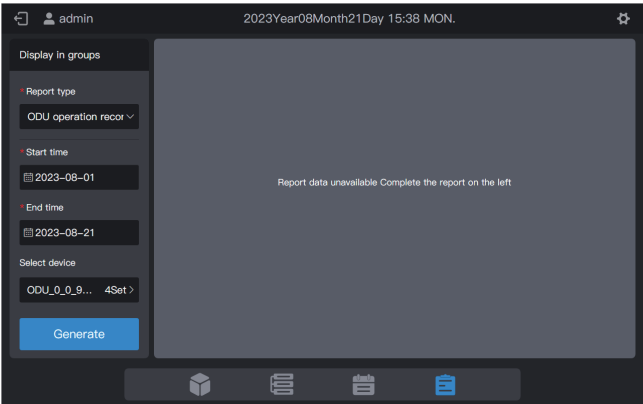 admin
2023Year08Month21Day 15:38 MON.
Display in groups
* Report type
ODU operation recor
* Start time
2023-08-01
* End time
2023-08-21
Select device
ODU_0_0_9... 4Set
Generate
Report data unavailable Complete the report on the left